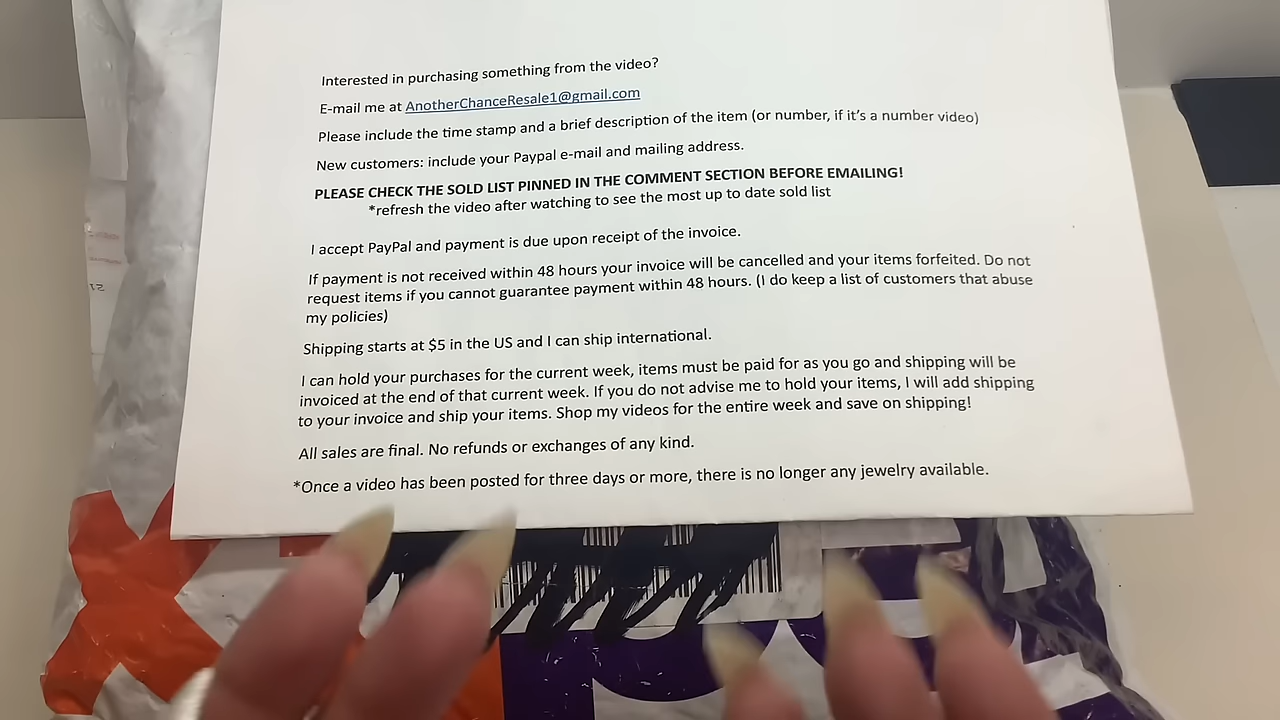 Interested in purchasing something from the video?
E-mail me at AnotherChanceResale1@gmail.com
Please include the time stamp and a brief description of the item (or number, if it's a number video)
New customers: include your Paypal e-mail and mailing address.
PLEASE CHECK THE SOLD LIST PINNED IN THE COMMENT SECTION BEFORE EMAILING!
*refresh the video after watching to see the most up to date sold list
I accept PayPal and payment is due upon receipt of the invoice.
If payment is not received within 48 hours your invoice will be cancelled and your items forfeited. Do not
request items if you cannot guarantee payment within 48 hours. (I do keep a list of customers that abuse
my policies)
Shipping starts at $5 in the US and I can ship international.
I can hold your purchases for the current week, items must be paid for as you go and shipping will be
invoiced at the end of that current week. If you do not advise me to hold your items, I will add shipping
to your invoice and ship your items. Shop my videos for the entire week and save on shipping!
All sales are final. No refunds or exchanges of any kind.
*Once a video has been posted for three days or more, there is no longer any jewelry available.